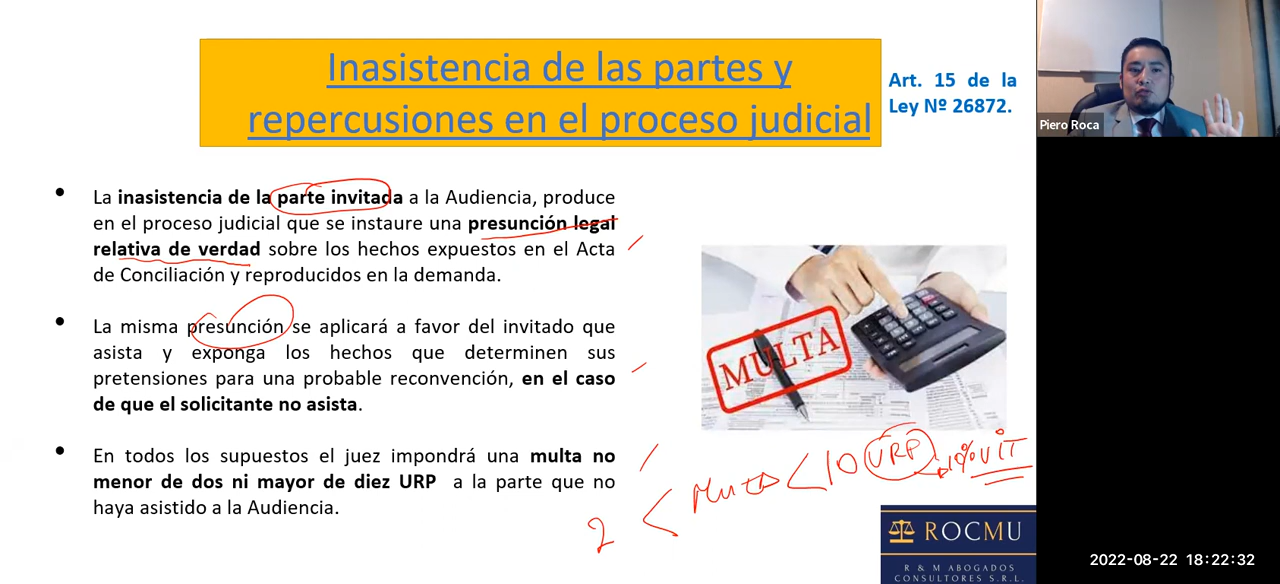 Inasistencia de las partes y
repercusiones en el proceso judicial
Art. 15 de la
Ley Nº 26872.
Piero Roca
• La inasistencia de la parte invitada a la Audiencia, produce
en el proceso judicial que se instaure una presunción legal
relativa de verdad sobre los hechos expuestos en el Acta
de Conciliación y reproducidos en la demanda.
• La misma presunción se aplicará a favor del invitado que
asista y exponga los hechos que determinen sus
pretensiones para una probable reconvención, en el caso
de que el solicitante no asista.
• En todos los supuestos el juez impondrá una multa no
menor de dos ni mayor de diez URP a la parte que no
haya asistido a la Audiencia.
MULTA
2 < Multa < 10 URP → 10% UIT
ROCMU
R & M ABOGADOS
CONSULTORES S.R.L.
2022-08-22 18:22:32